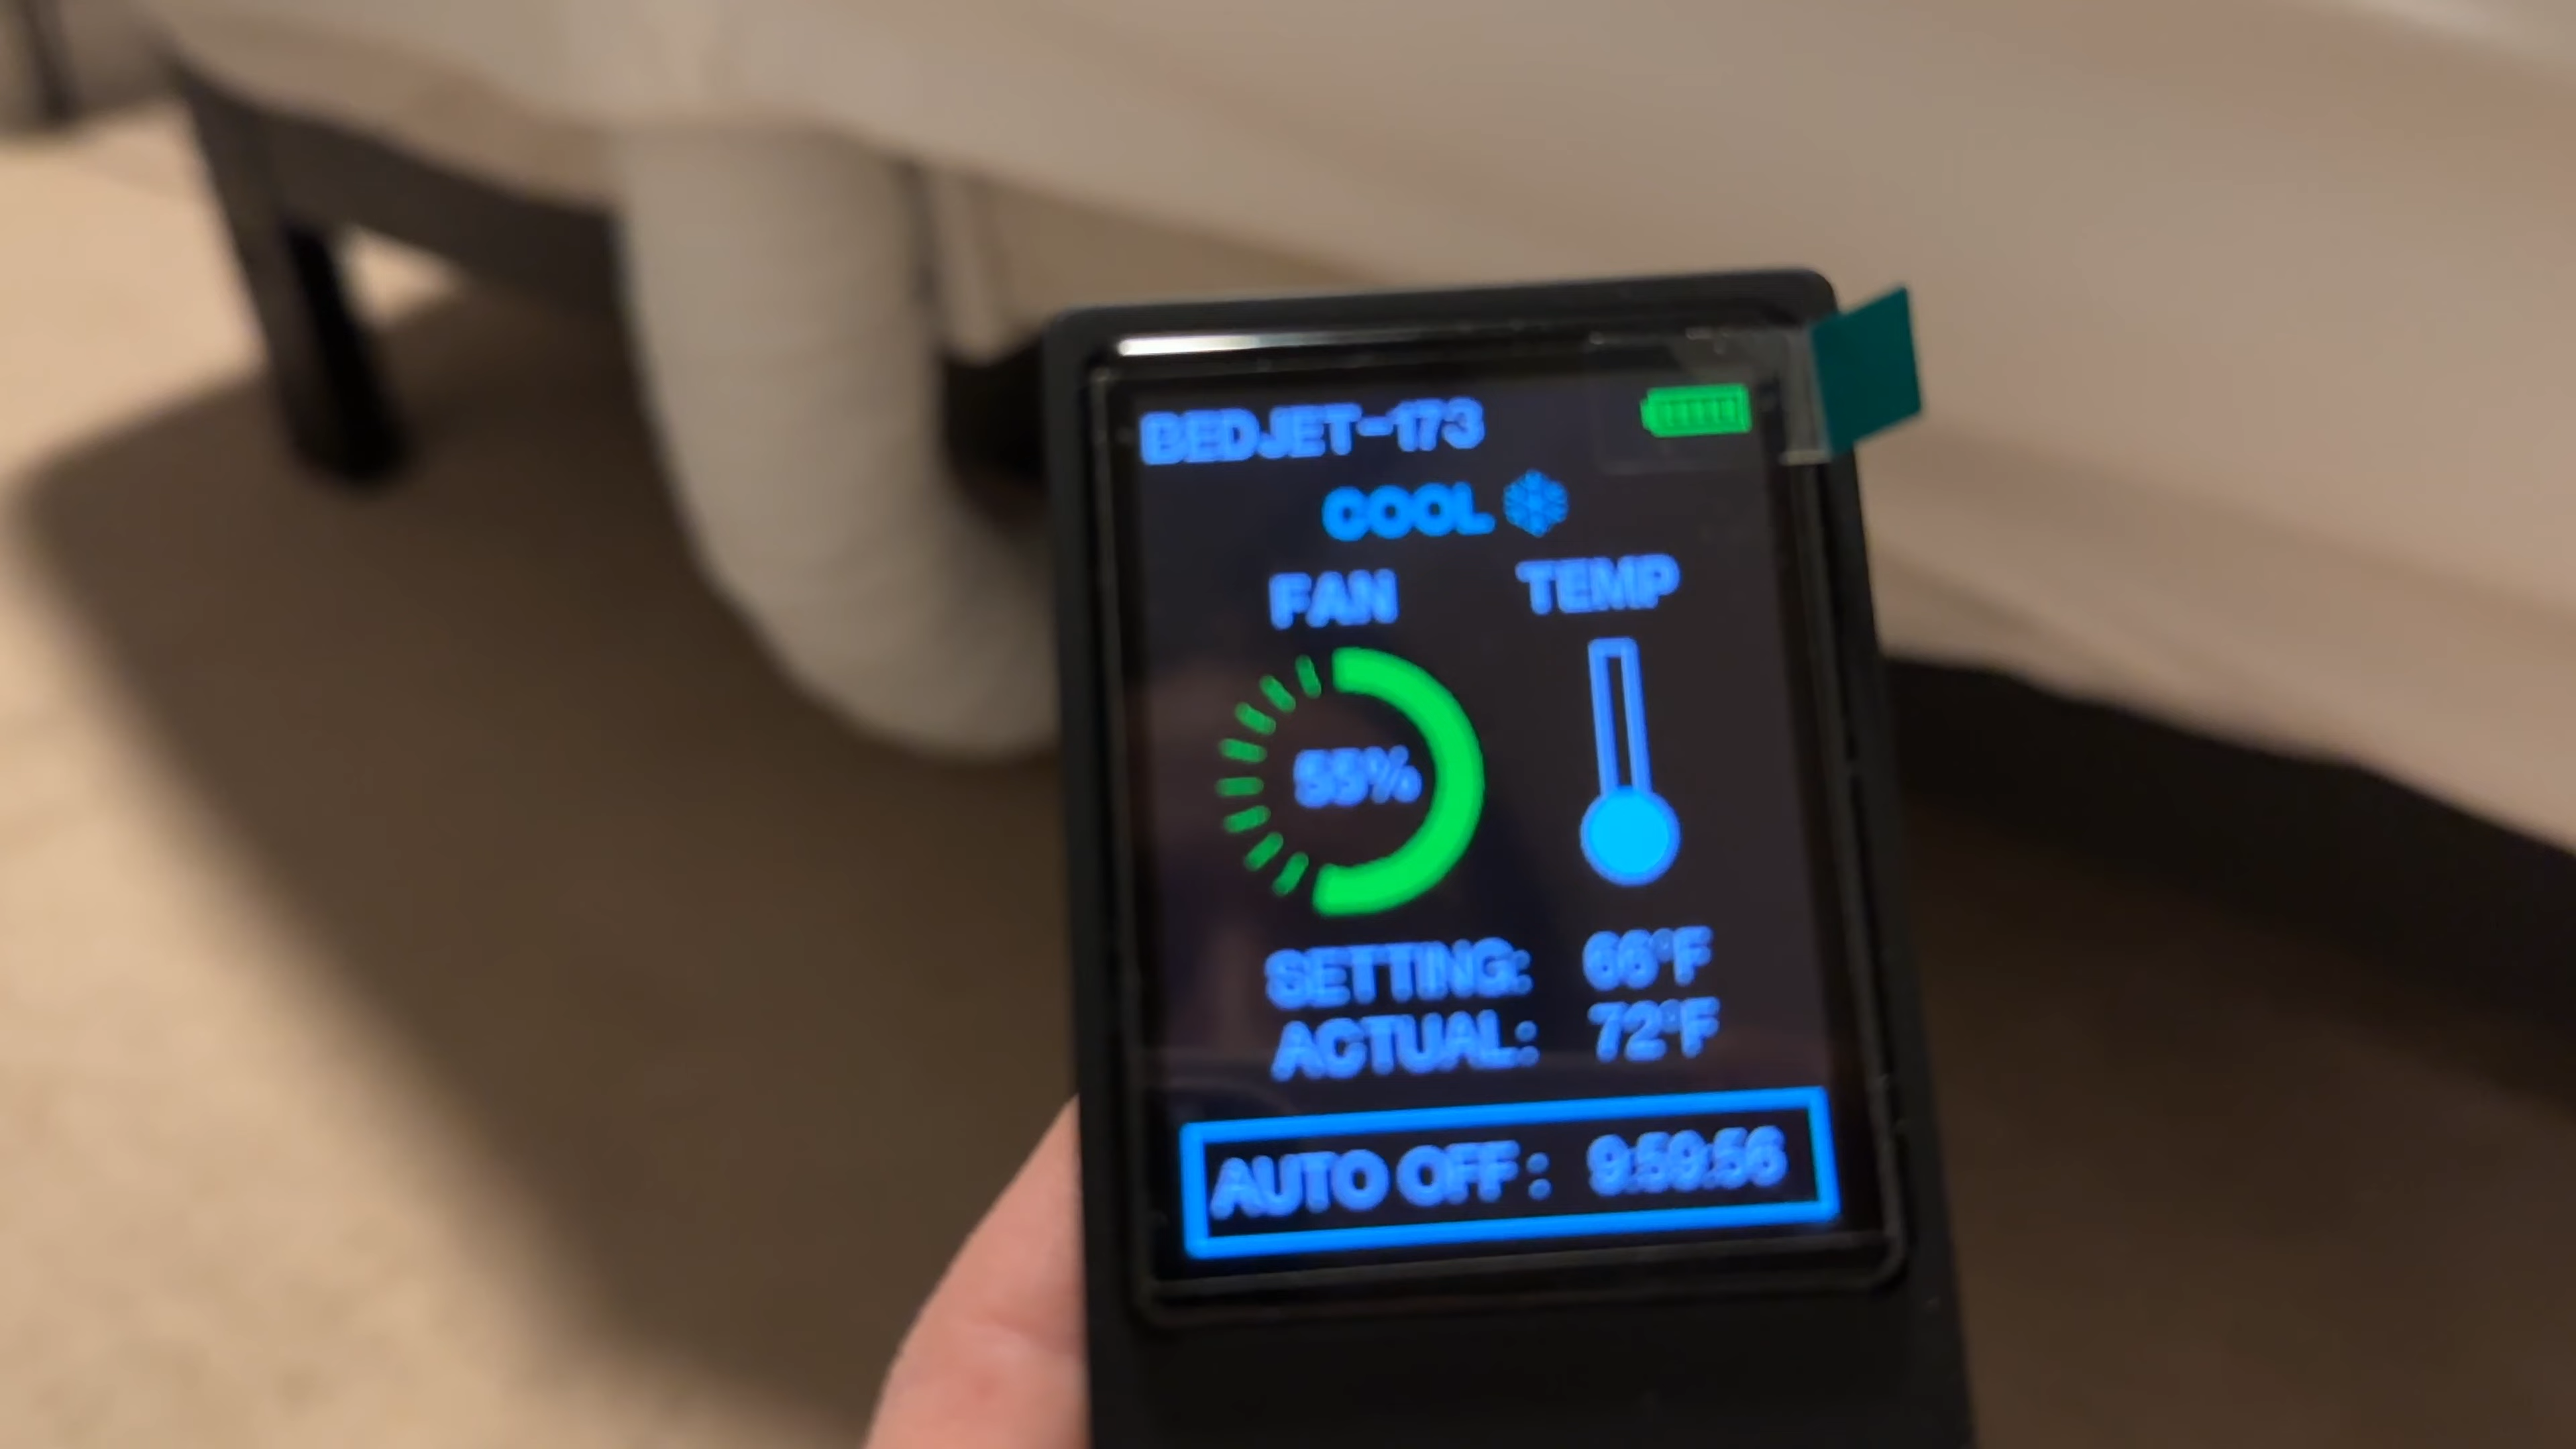 BEDJET-173
COOL
FAN TEMP
55%
SETTING: 66°F
ACTUAL: 72°F
AUTO OFF: 9:59:56